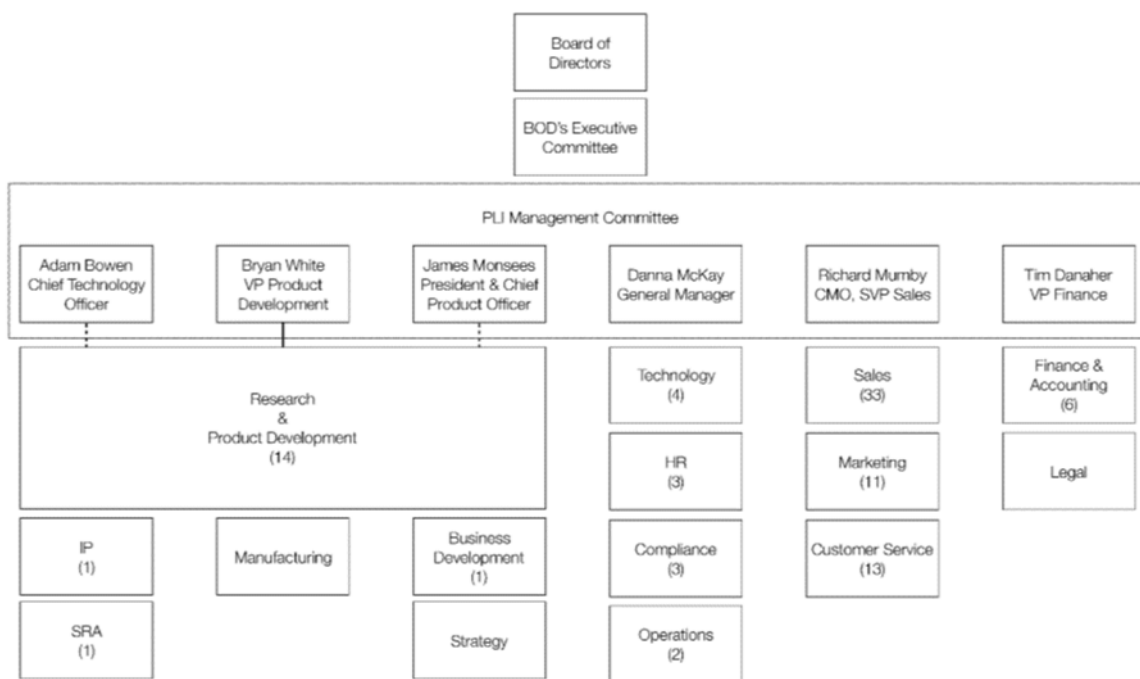 Board of
Directors
BOD's Executive
Committee
PLI Management Committee
Adam Bowen
Chief Technology
Officer
Bryan White
VP Product
Development
James Monsees
President & Chief
Product Officer
Danna McKay
General Manager
Richard Mumby
CMO, SVP Sales
Tim Danaher
VP Finance
Research
&
Product Development
(14)
Technology
(4)
Sales
(33)
Finance &
Accounting
(6)
HR
(3)
Marketing
(11)
Legal
IP
(1)
Manufacturing
Business
Development
(1)
Compliance
(3)
Customer Service
(13)
SRA
(1)
Strategy
Operations
(2)